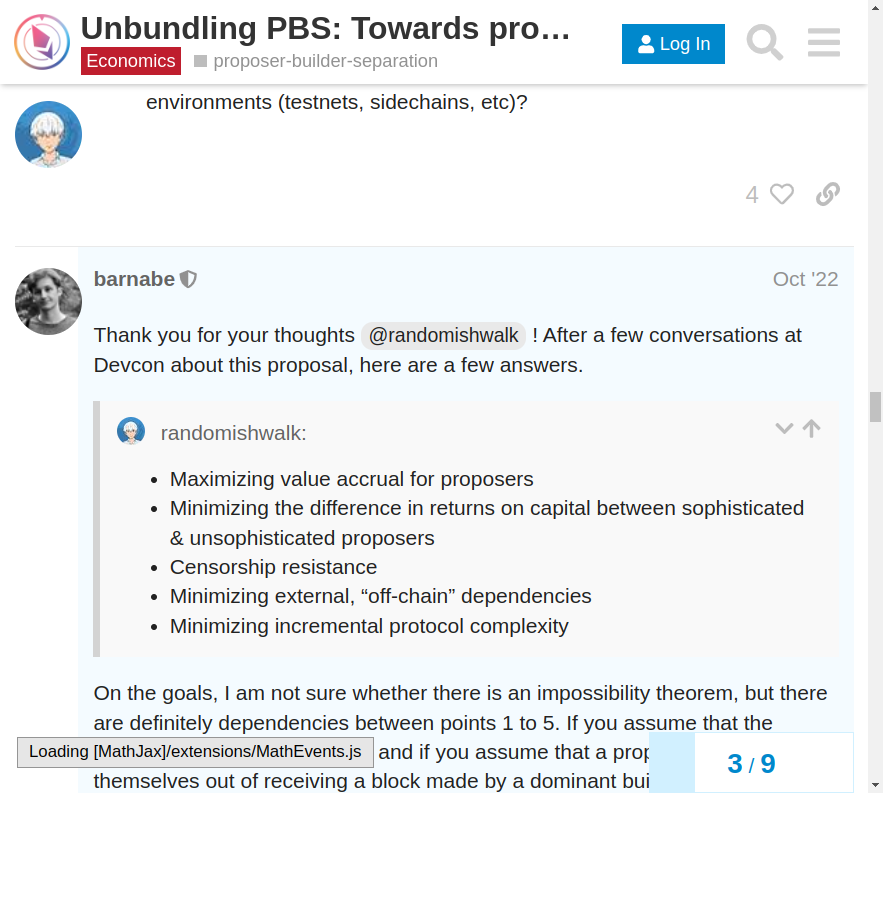 Unbundling PBS: Towards pro…
Economics
proposer-builder-separation
Log In
environments (testnets, sidechains, etc)?
4
barnabe
Oct '22
Thank you for your thoughts @randomishwalk ! After a few conversations at
Devcon about this proposal, here are a few answers.
randomishwalk:
• Maximizing value accrual for proposers
• Minimizing the difference in returns on capital between sophisticated
& unsophisticated proposers
• Censorship resistance
• Minimizing external, “off-chain” dependencies
• Minimizing incremental protocol complexity
On the goals, I am not sure whether there is an impossibility theorem, but there
are definitely dependencies between points 1 to 5. If you assume that the
Loading [MathJax]/extensions/MathEvents.js
and if you assume that a prop
themselves out of receiving a block made by a dominant bui
3 / 9